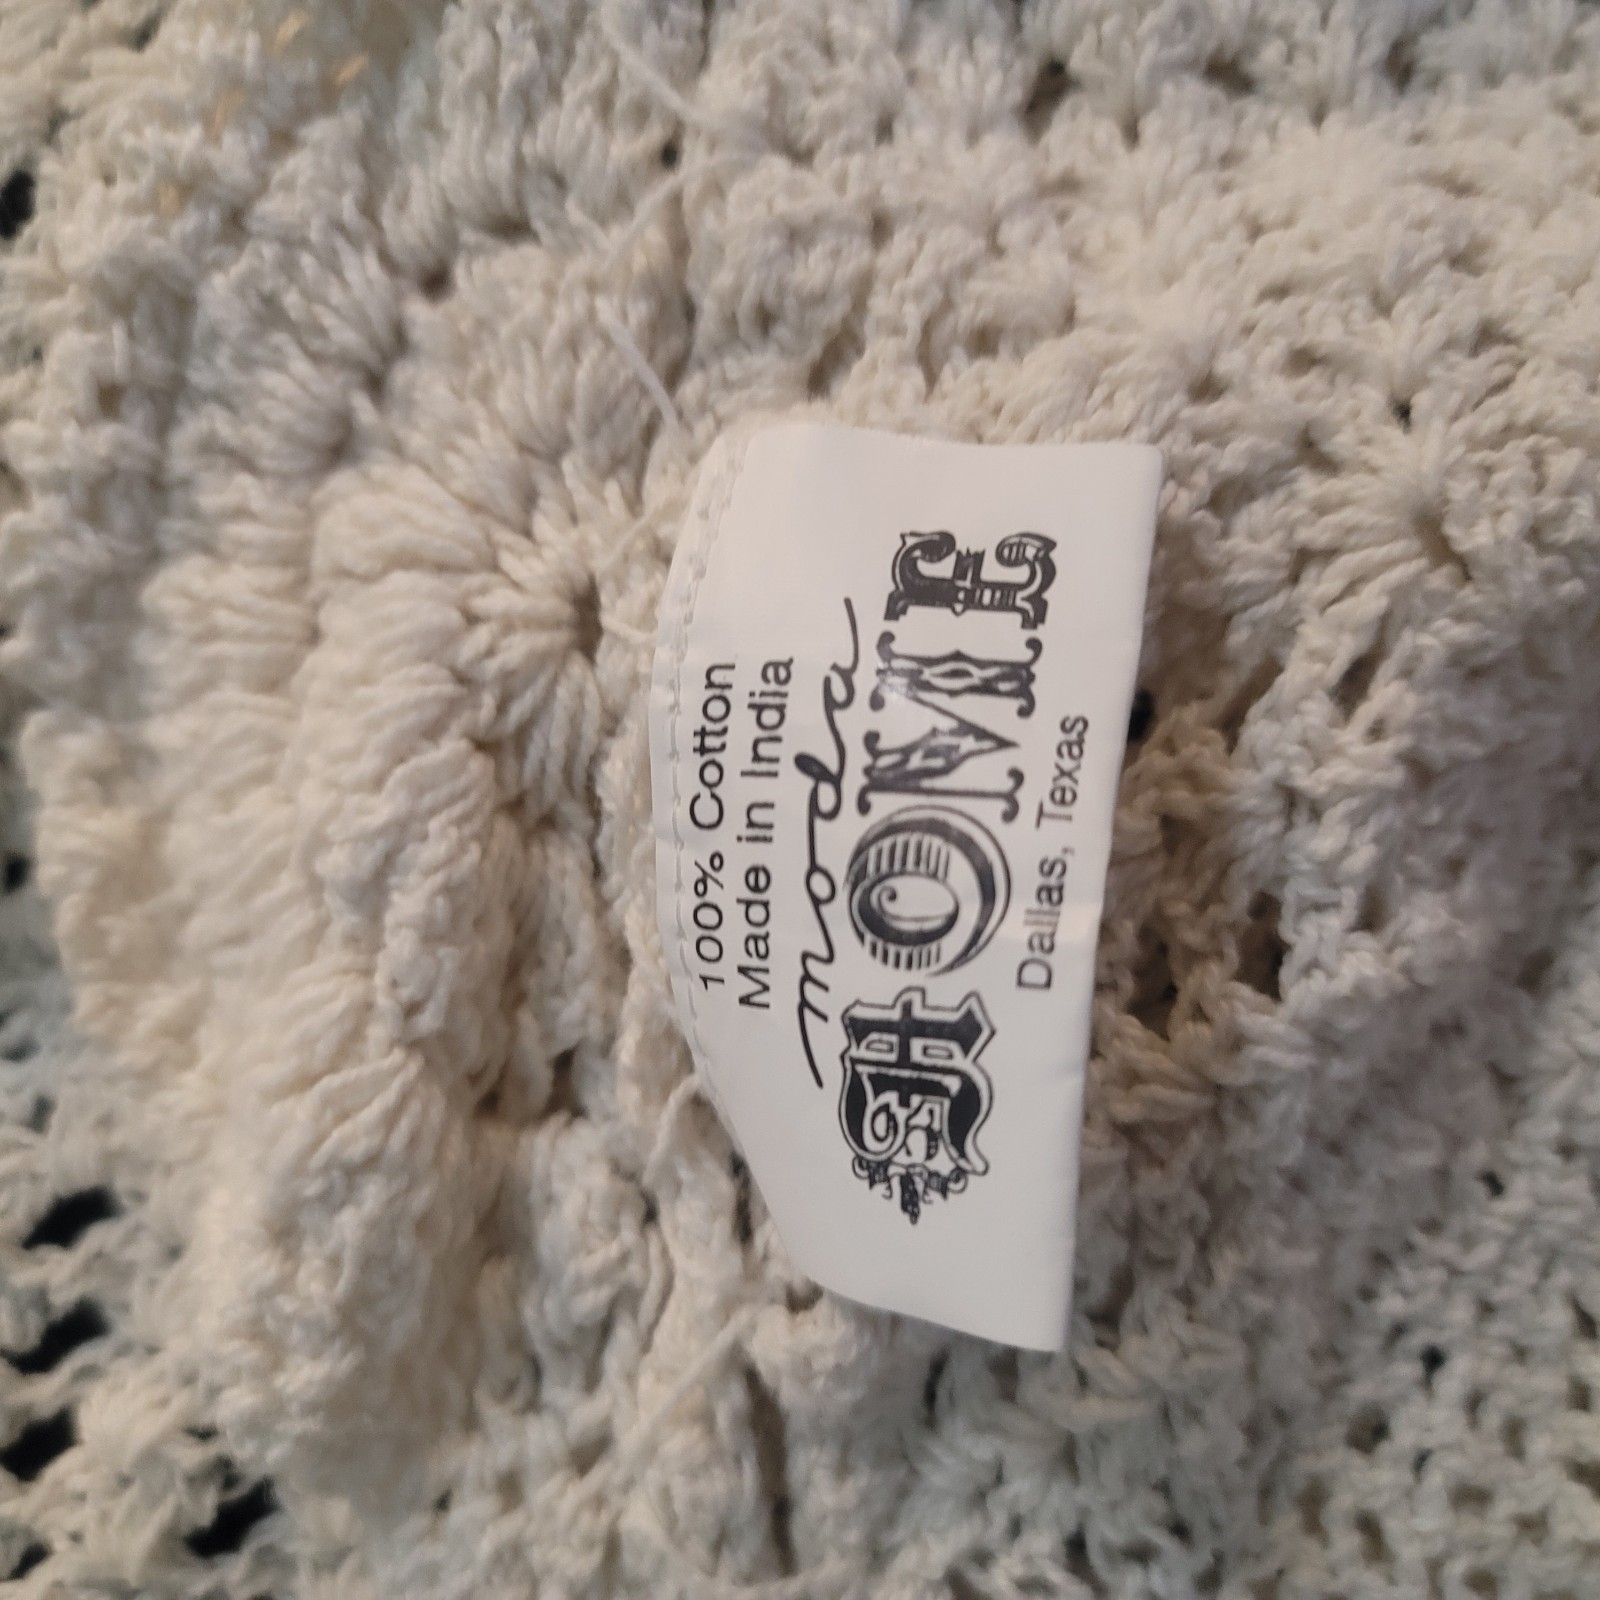 100% Cotton
Made in India
moda
HOME
Dallas, Texas